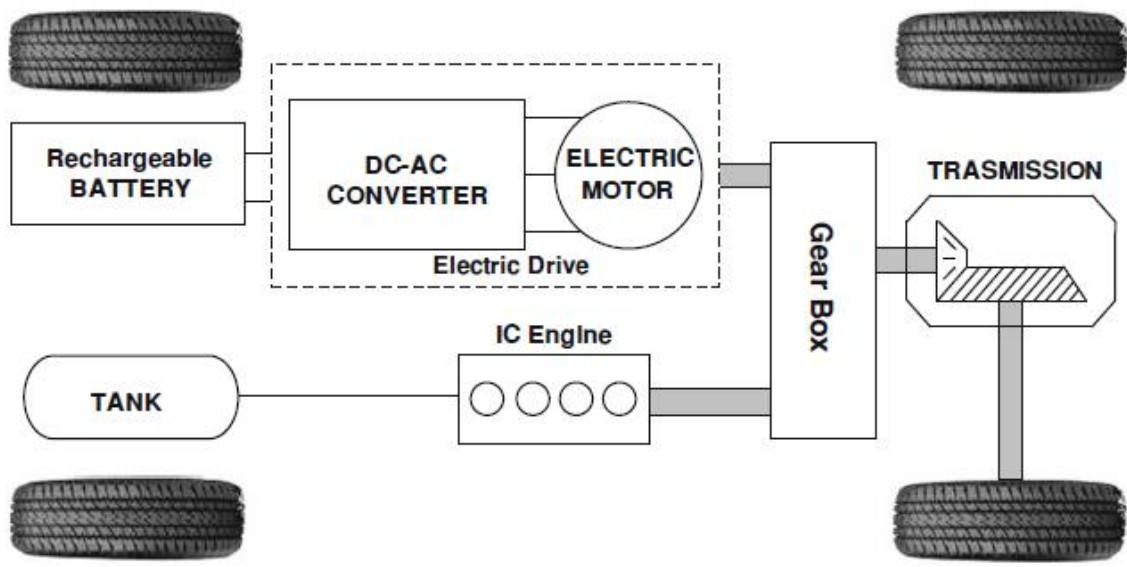 Rechargeable
BATTERY
DC-AC
CONVERTER
ELECTRIC
MOTOR
Electric Drive
Gear Box
TRASMISSION
IC Engine
TANK